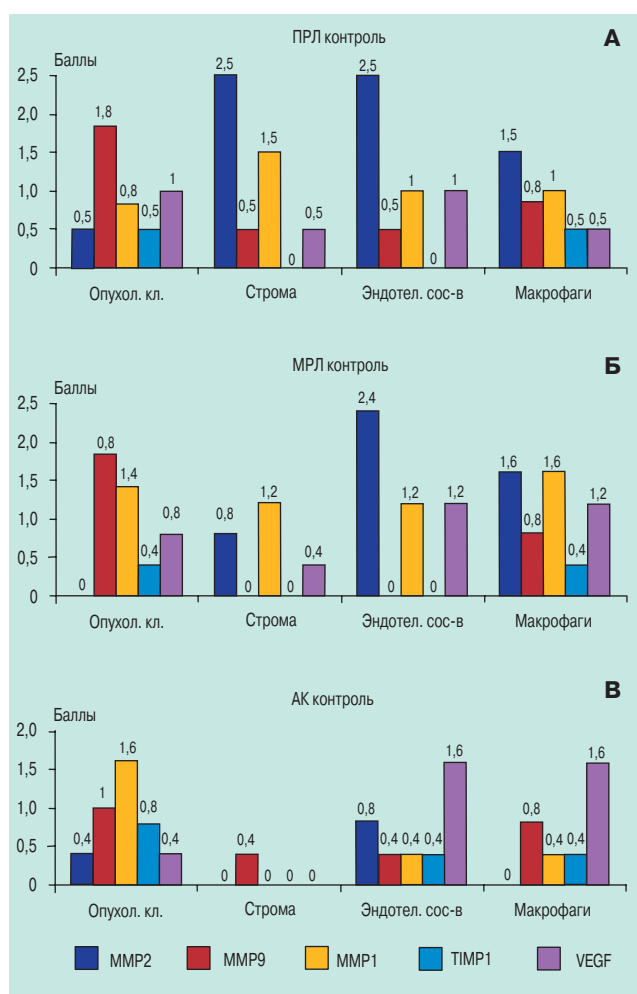 ПРЛ контроль
А
Баллы
2,5
2,0
1,5
1,0
0,5
0
0,5 1,8 0,8 0,5 1
2,5 0,5 1,5 0 0,5
2,5 0,5 1 0 1
1,5 0,8 1 0,5 0,5
Опухол. кл. Строма Эндотел. сос-в Макрофаги
МРЛ контроль
Б
Баллы
2,5
2,0
1,5
1,0
0,5
0
0 0,8 1,4 0,4 0,8
0,8 0 1,2 0 0,4
2,4 0 1,2 0 1,2
1,6 0,8 1,6 0,4 1,2
Опухол. кл. Строма Эндотел. сос-в Макрофаги
АК контроль
В
Баллы
2,0
1,5
1,0
0,5
0
0,4 1 1,6 0,8 0,4
0 0,4 0 0 0
0,8 0,4 0,4 0,4 1,6
0 0,8 0,4 0,4 1,6
Опухол. кл. Строма Эндотел. сос-в Макрофаги
MMP2 MMP9 MMP1 TIMP1 VEGF